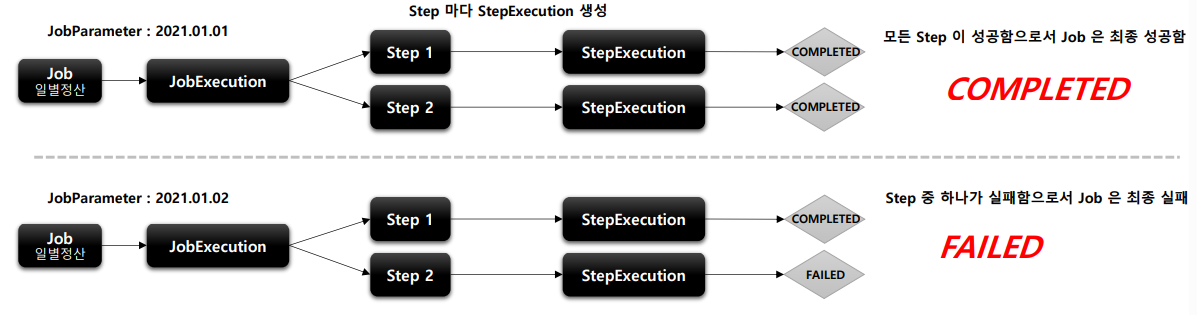 Step 마다 StepExecution 생성
JobParameter : 2021.01.01
Job
일별정산
JobExecution
Step 1
StepExecution
COMPLETED
Step 2
StepExecution
COMPLETED
모든 Step 이 성공함으로서 Job 은 최종 성공함
COMPLETED
JobParameter : 2021.01.02
Job
일별정산
JobExecution
Step 1
StepExecution
COMPLETED
Step 2
StepExecution
FAILED
Step 중 하나가 실패함으로서 Job 은 최종 실패
FAILED